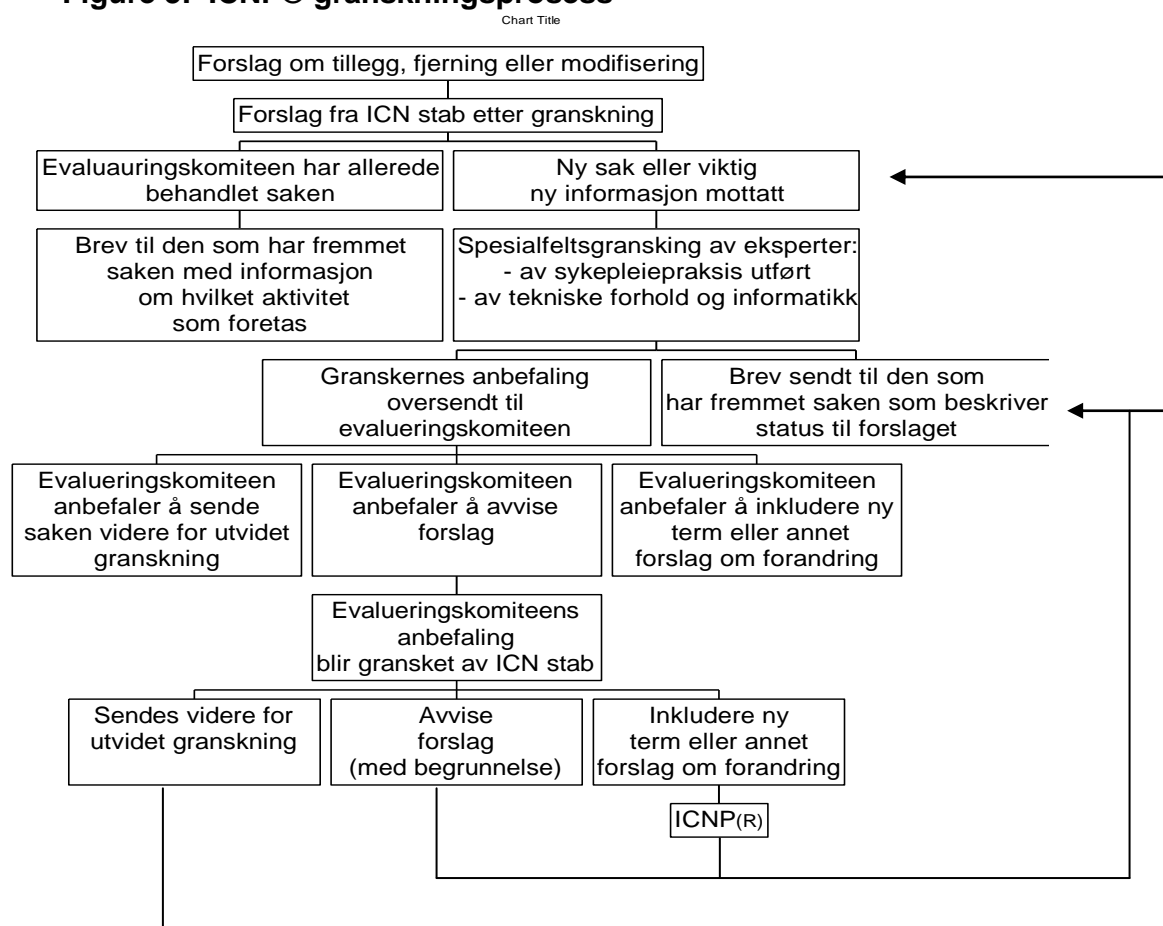 Figure ICNP® granskningsprosess
Chart Title
Forslag om tillegg, fjerning eller modifisering
Forslag fra ICN stab etter granskning
Evaluauringskomiteen har allerede
behandlet saken
Ny sak eller viktig
ny informasjon mottatt
Brev til den som har fremmet
saken med informasjon
om hvilket aktivitet
som foretas
Spesialfeltsgransking av eksperter:
- av sykepleiepraksis utført
- av tekniske forhold og informatikk
Granskernes anbefaling
oversendt til
evalueringskomiteen
Brev sendt til den som
har fremmet saken som beskriver
status til forslaget
Evalueringskomiteen
anbefaler å sende
saken videre for utvidet
granskning
Evalueringskomiteen
anbefaler å avvise
forslag
Evalueringskomiteen
anbefaler å inkludere ny
term eller annet
forslag om forandring
Evalueringskomiteens
anbefaling
blir gransket av ICN stab
Sendes videre for
utvidet granskning
Avvise
forslag
(med begrunnelse)
Inkludere ny
term eller annet
forslag om forandring
ICNP(R)